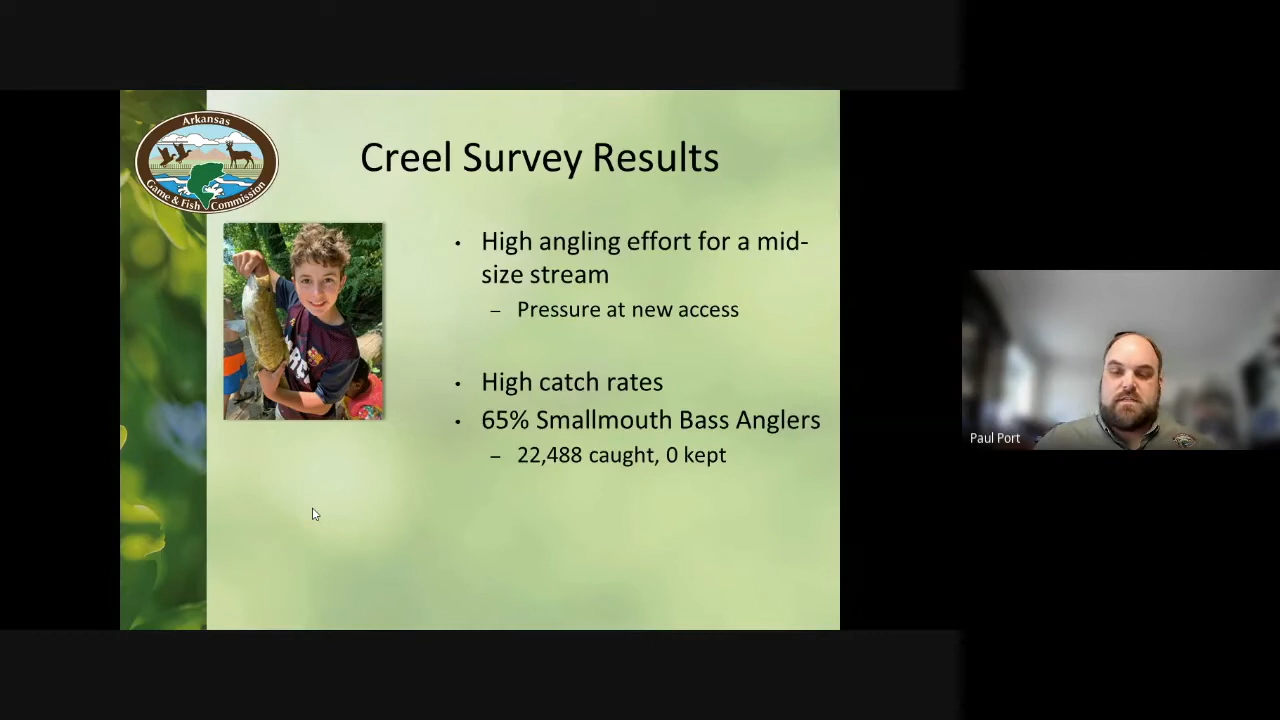 Arkansas
Game & Fish Commission
Creel Survey Results
• High angling effort for a mid-
size stream
– Pressure at new access
• High catch rates
• 65% Smallmouth Bass Anglers
– 22,488 caught, 0 kept
Paul Port